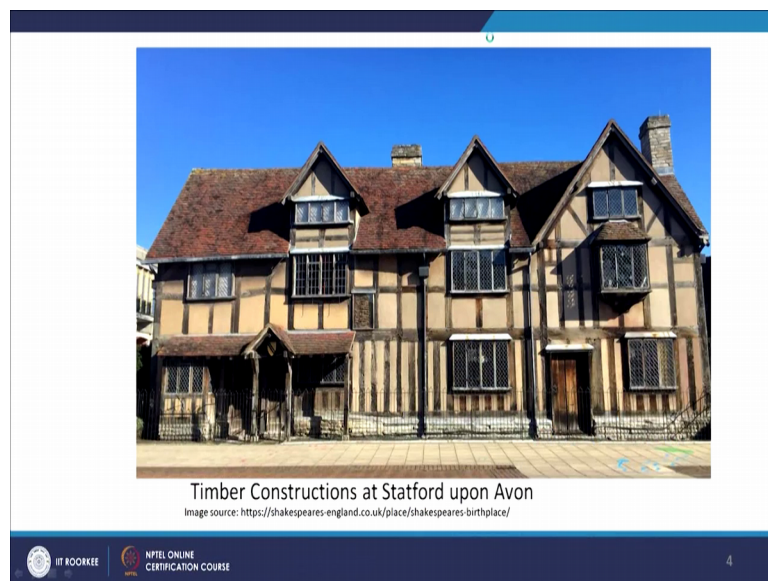 Timber Constructions at Statford upon Avon
Image source: https://shakespeares-england.co.uk/place/shakespeares-birthplace/
IIT ROORKEE
NPTEL ONLINE
CERTIFICATION COURSE
4